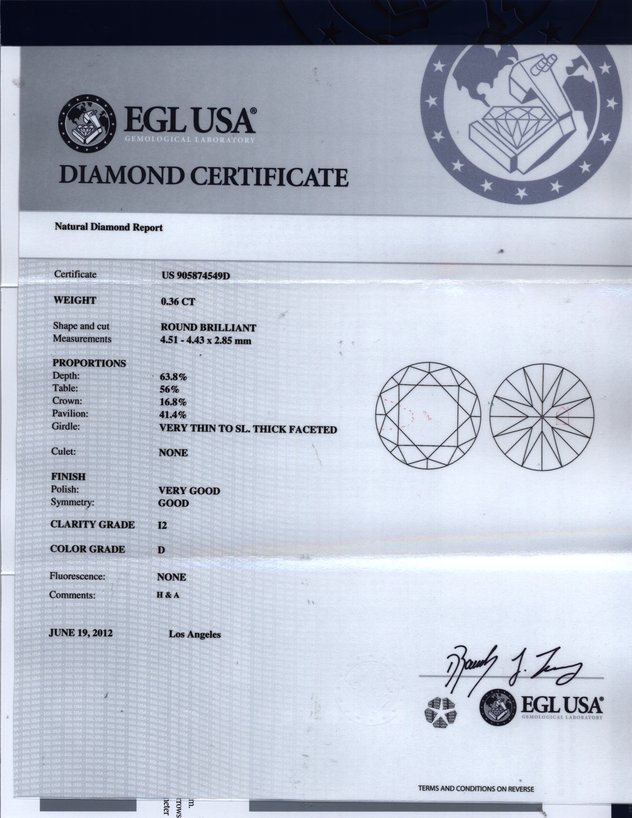 EGL USA®
GEMOLOGICAL LABORATORY
DIAMOND CERTIFICATE
Natural Diamond Report
Certificate US 905874549D
WEIGHT 0.36 CT
Shape and cut ROUND BRILLIANT
Measurements 4.51 - 4.43 x 2.85 mm
PROPORTIONS
Depth: 63.8%
Table: 56%
Crown: 16.8%
Pavilion: 41.4%
Girdle: VERY THIN TO SL. THICK FACETED
Culet: NONE
FINISH
Polish: VERY GOOD
Symmetry: GOOD
CLARITY GRADE I2
COLOR GRADE D
Fluorescence: NONE
Comments: H & A
JUNE 19, 2012 Los Angeles
EGL USA®
GEMOLOGICAL LABORATORY
TERMS AND CONDITIONS ON REVERSE